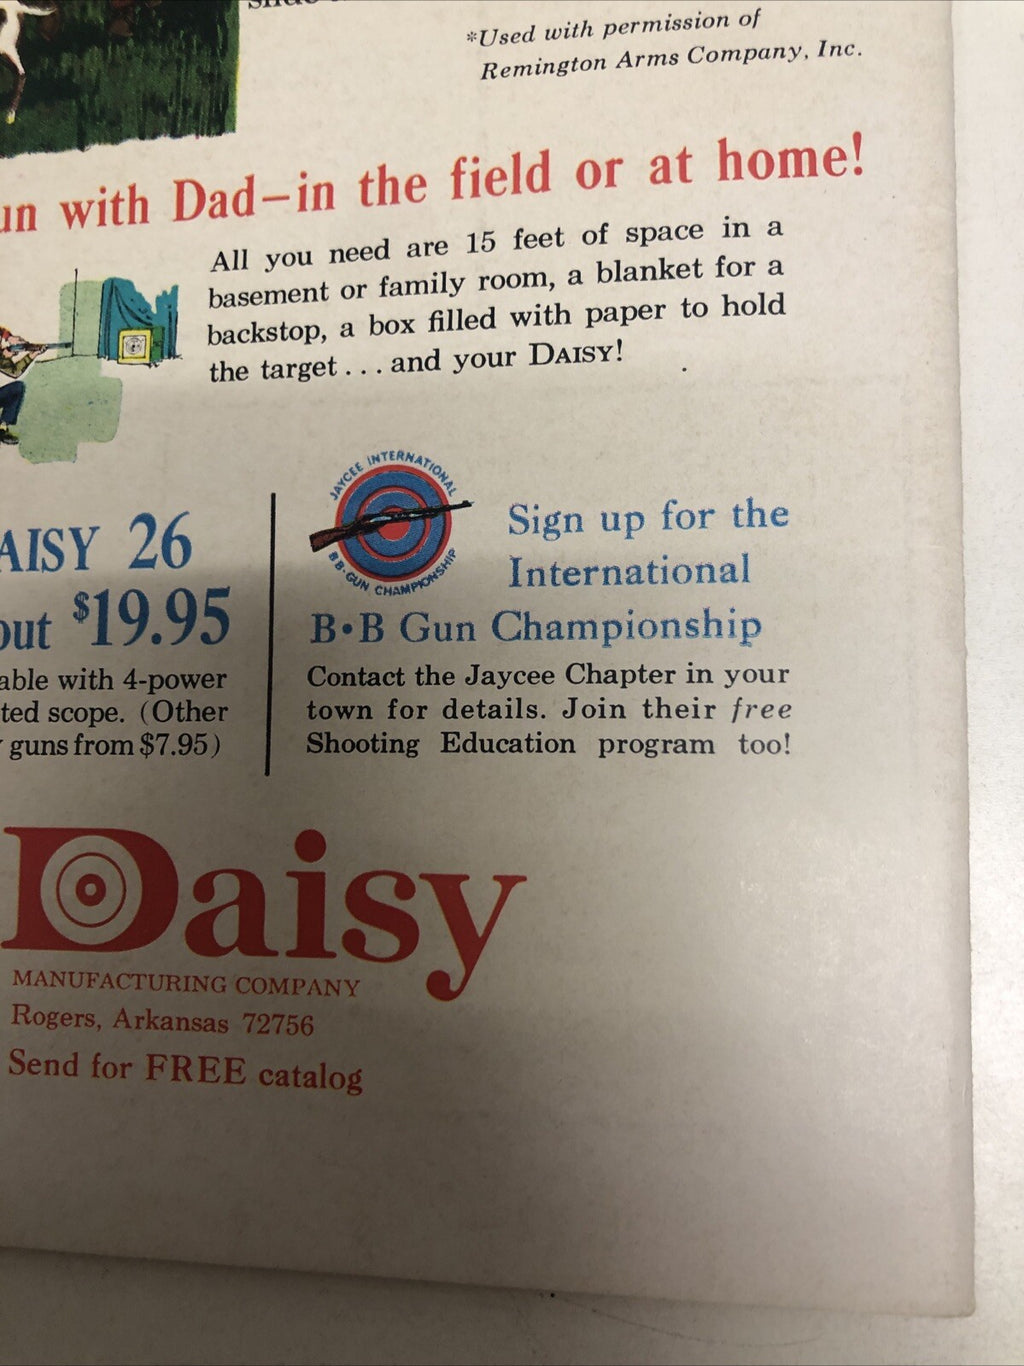 *Used with permission of
Remington Arms Company, Inc.
with Dad—in the field or at home!
All you need are 15 feet of space in a
basement or family room, a blanket for a
backstop, a box filled with paper to hold
the target . . . and your DAISY!
AISY 26
out $19.95
able with 4-power
ted scope. (Other
guns from $7.95)
JAYCEE INTERNATIONAL
B·B·GUN CHAMPIONSHIP
Sign up for the
International
B•B Gun Championship
Contact the Jaycee Chapter in your
town for details. Join their free
Shooting Education program too!
Daisy
MANUFACTURING COMPANY
Rogers, Arkansas 72756
Send for FREE catalog